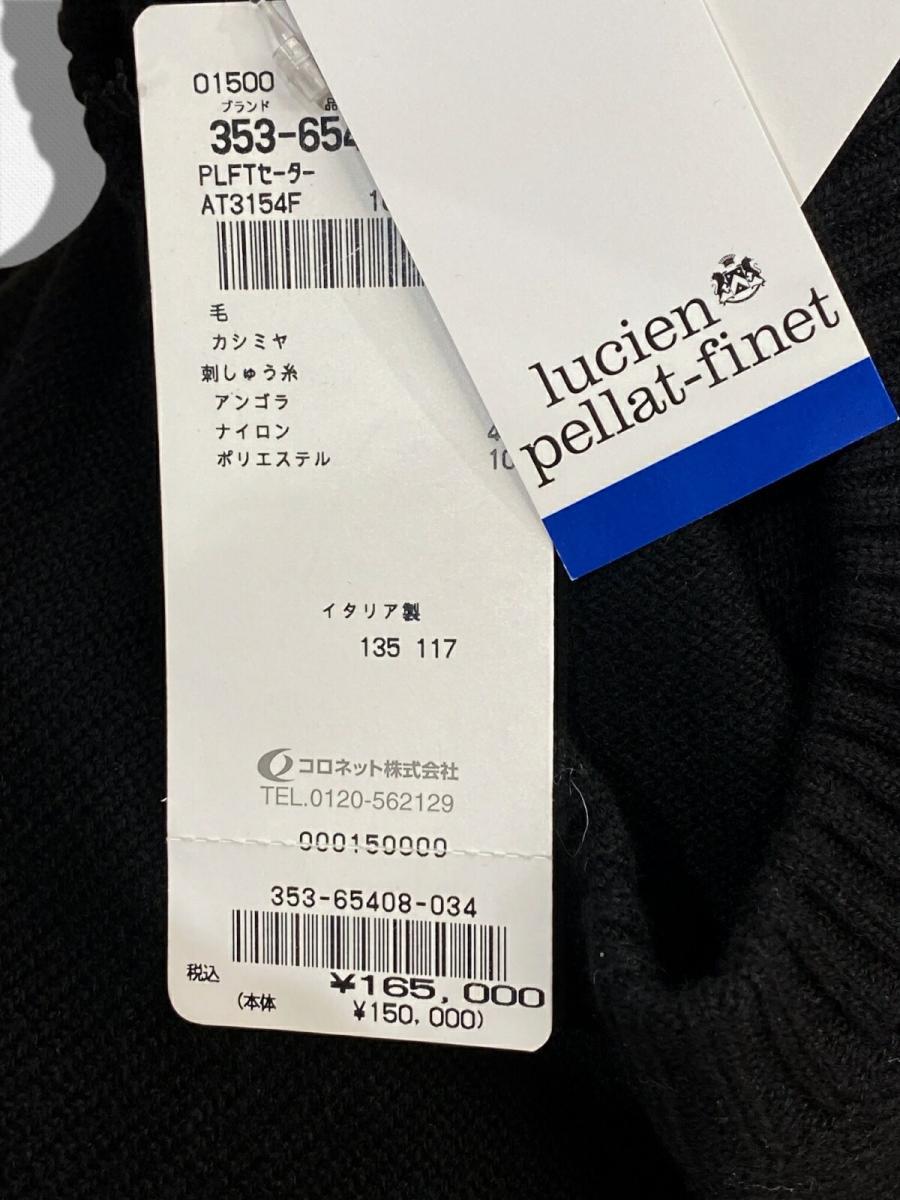 01500
ブランド 品
353-654
PLFTセーター
AT3154F
毛
カシミヤ
刺しゅう糸
アンゴラ
ナイロン 4
ポリエステル 10
イタリア製
135 117
コロネット株式会社
TEL.0120-562129
000150000
353-65408-034
税込 ¥165,000
(本体 ¥150,000)
lucien
pellat-finet